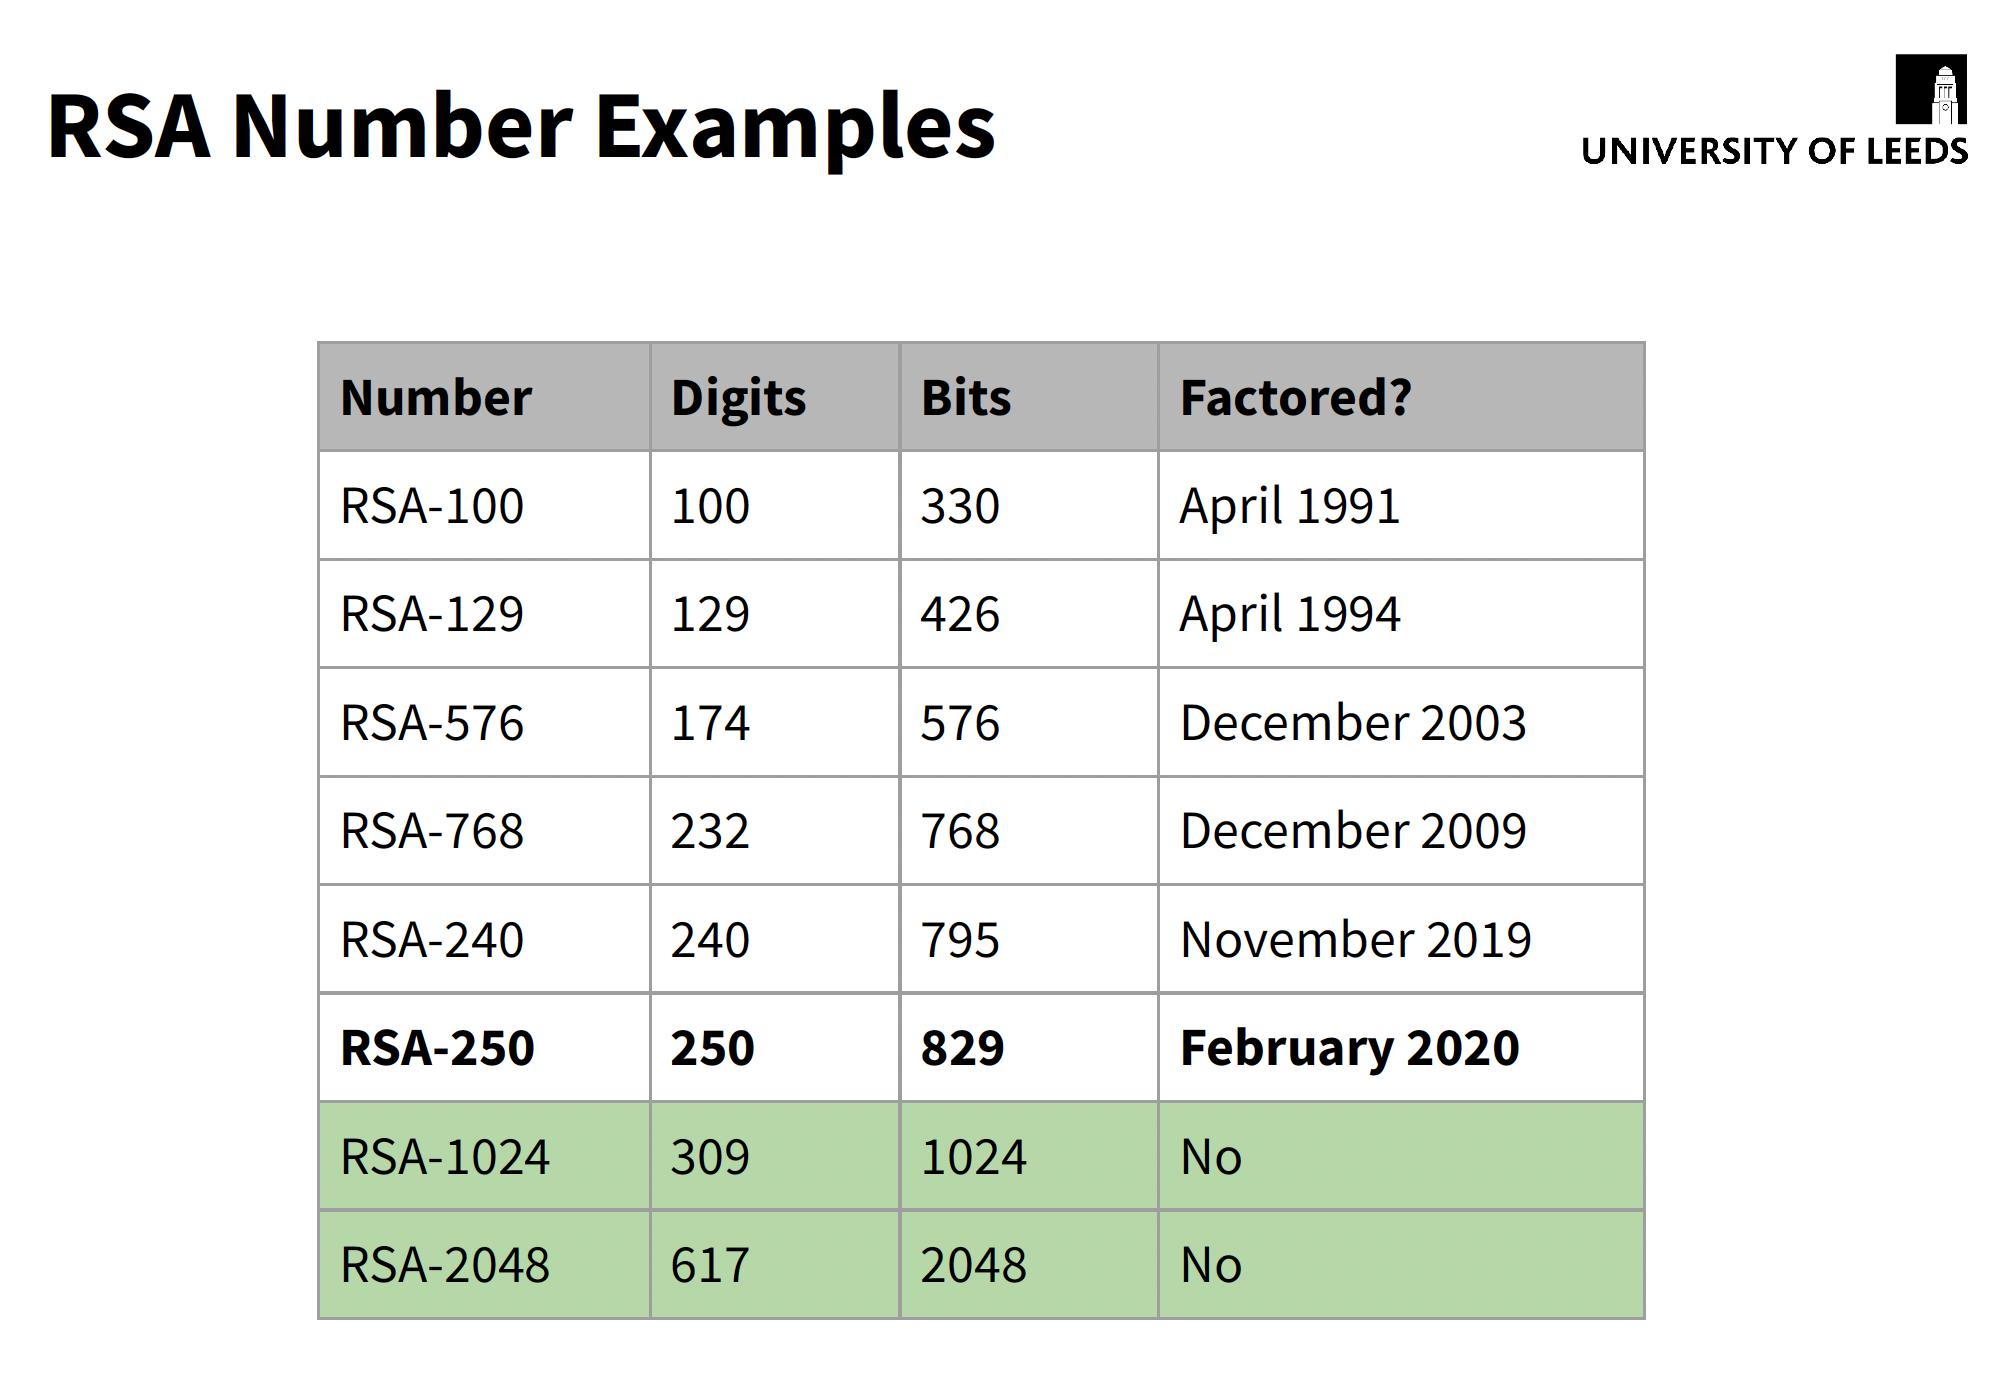 RSA Number Examples
UNIVERSITY OF LEEDS
Number Digits Bits Factored?
RSA-100 100 330 April 1991
RSA-129 129 426 April 1994
RSA-576 174 576 December 2003
RSA-768 232 768 December 2009
RSA-240 240 795 November 2019
RSA-250 250 829 February 2020
RSA-1024 309 1024 No
RSA-2048 617 2048 No